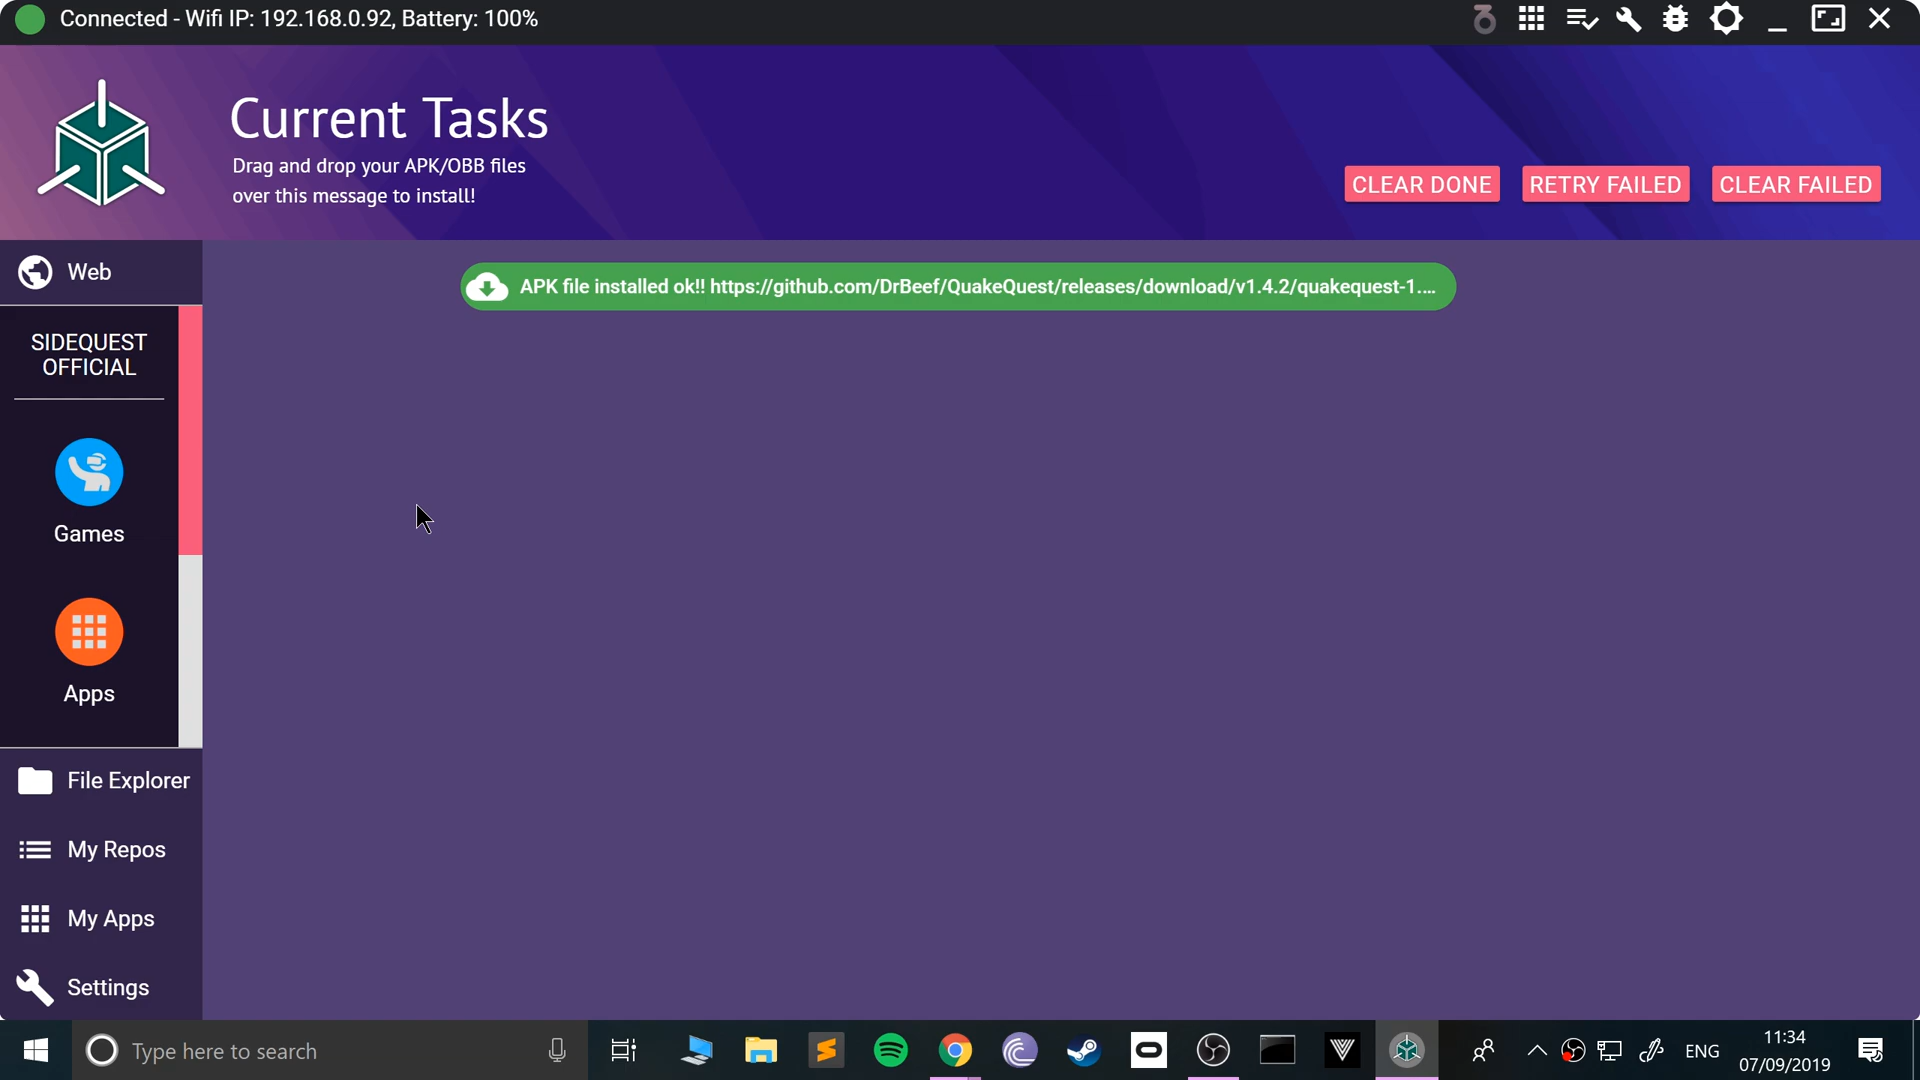 Connected - Wifi IP: 192.168.0.92, Battery: 100%
Current Tasks
Drag and drop your APK/OBB files
over this message to install!
CLEAR DONE
RETRY FAILED
CLEAR FAILED
Web
APK file installed ok!! https://github.com/DrBeef/QuakeQuest/releases/download/v1.4.2/quakequest-1....
SIDEQUEST
OFFICIAL
Games
Apps
File Explorer
My Repos
My Apps
Settings
Type here to search
ENG
11:34
07/09/2019